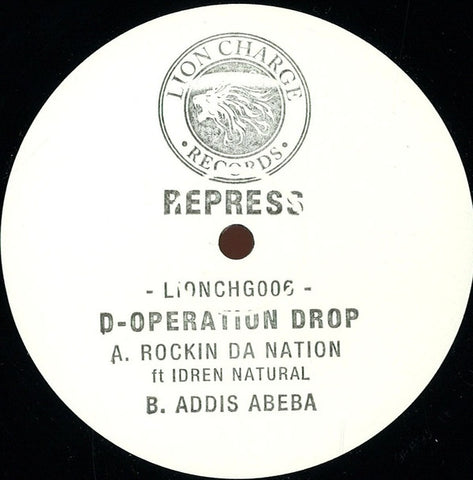 LION CHARGE
• RECORDS •
REPRESS
- LIONCHG006 -
D-OPERATION DROP
A. ROCKIN DA NATION
ft IDREN NATURAL
B. ADDIS ABEBA